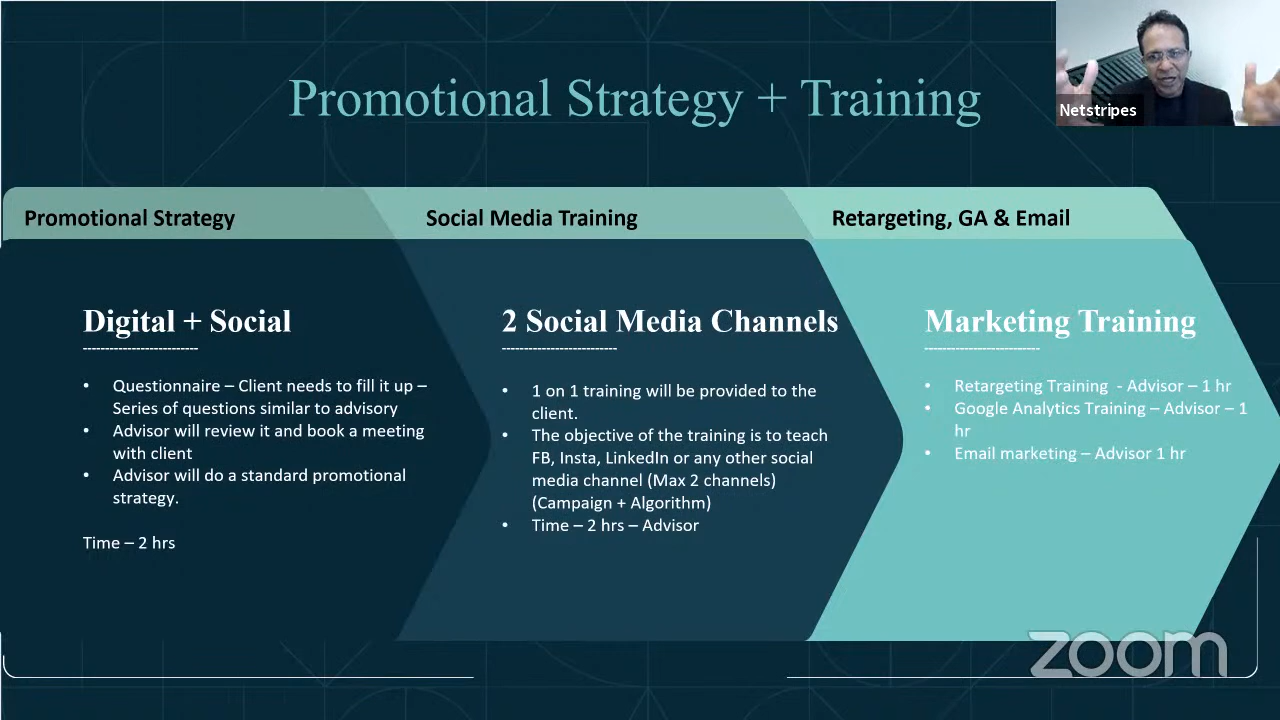 Promotional Strategy + Training
Netstripes
Promotional Strategy
Social Media Training
Retargeting, GA & Email
Digital + Social
--------------------------
• Questionnaire – Client needs to fill it up –
Series of questions similar to advisory
• Advisor will review it and book a meeting
with client
• Advisor will do a standard promotional
strategy.
Time – 2 hrs
2 Social Media Channels
--------------------------
• 1 on 1 training will be provided to the
client.
• The objective of the training is to teach
FB, Insta, LinkedIn or any other social
media channel (Max 2 channels)
(Campaign + Algorithm)
• Time – 2 hrs – Advisor
Marketing Training
--------------------------
• Retargeting Training - Advisor – 1 hr
• Google Analytics Training – Advisor – 1
hr
• Email marketing – Advisor 1 hr
zoom